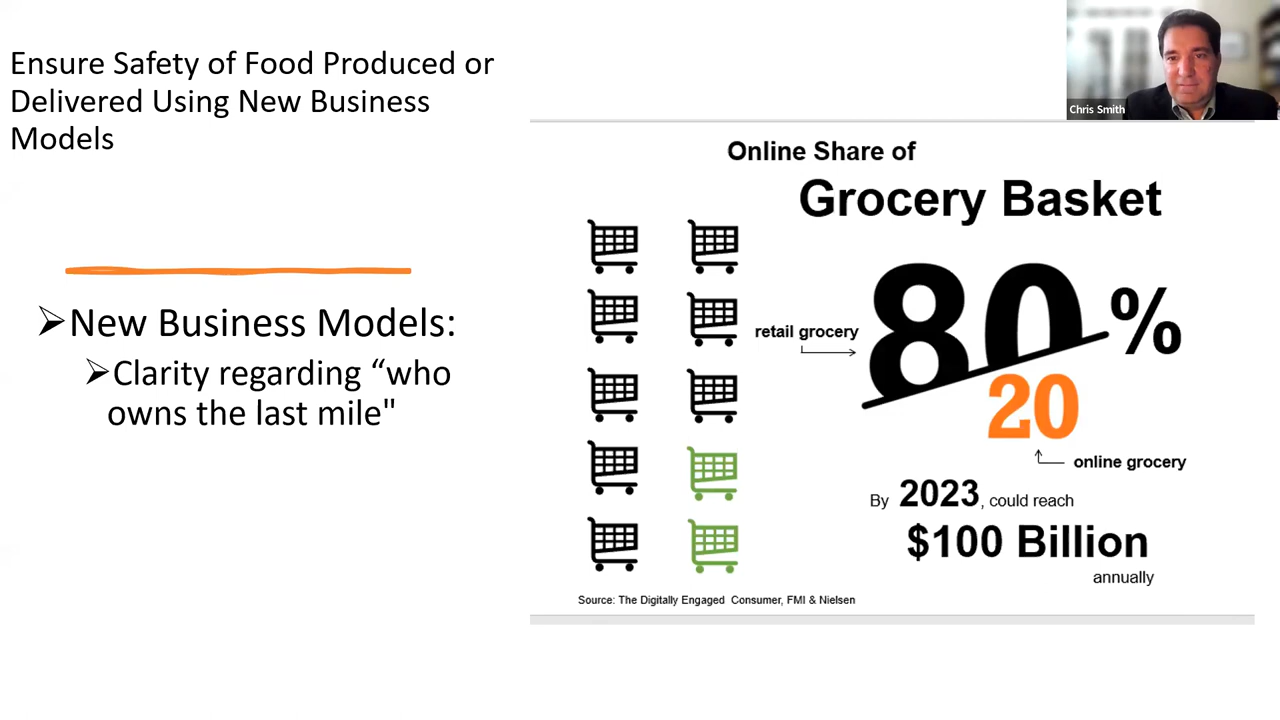 Ensure Safety of Food Produced or
Delivered Using New Business
Models
New Business Models:
Clarity regarding “who
owns the last mile"
Chris Smith
Online Share of
Grocery Basket
retail grocery
80%
20
online grocery
By 2023, could reach
$100 Billion
annually
Source: The Digitally Engaged Consumer, FMI & Nielsen